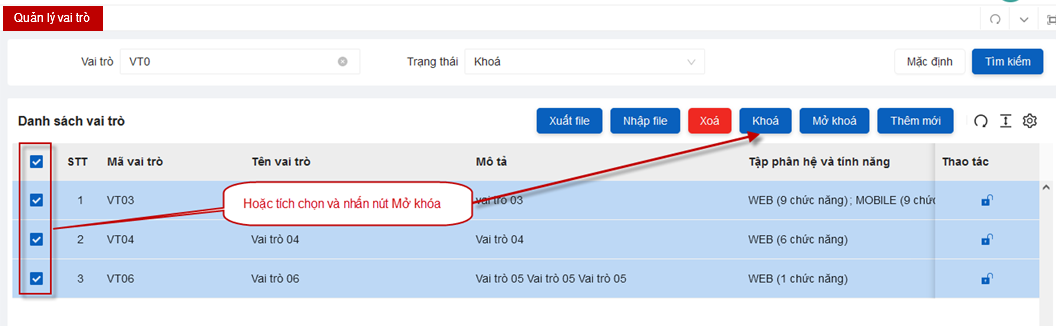 Quản lý vai trò
Vai trò VT0 Trạng thái Khoá Mặc định Tìm kiếm
Danh sách vai trò Xuất file Nhập file Xoá Khoá Mở khoá Thêm mới
STT Mã vai trò Tên vai trò Mô tả Tập phân hệ và tính năng Thao tác
1 VT03 vai trò 03 WEB (9 chức năng) ; MOBILE (9 chức
Hoặc tích chọn và nhấn nút Mở khóa
2 VT04 Vai trò 04 Vai trò 04 WEB (6 chức năng)
3 VT06 Vai trò 06 Vai trò 05 Vai trò 05 Vai trò 05 WEB (1 chức năng)